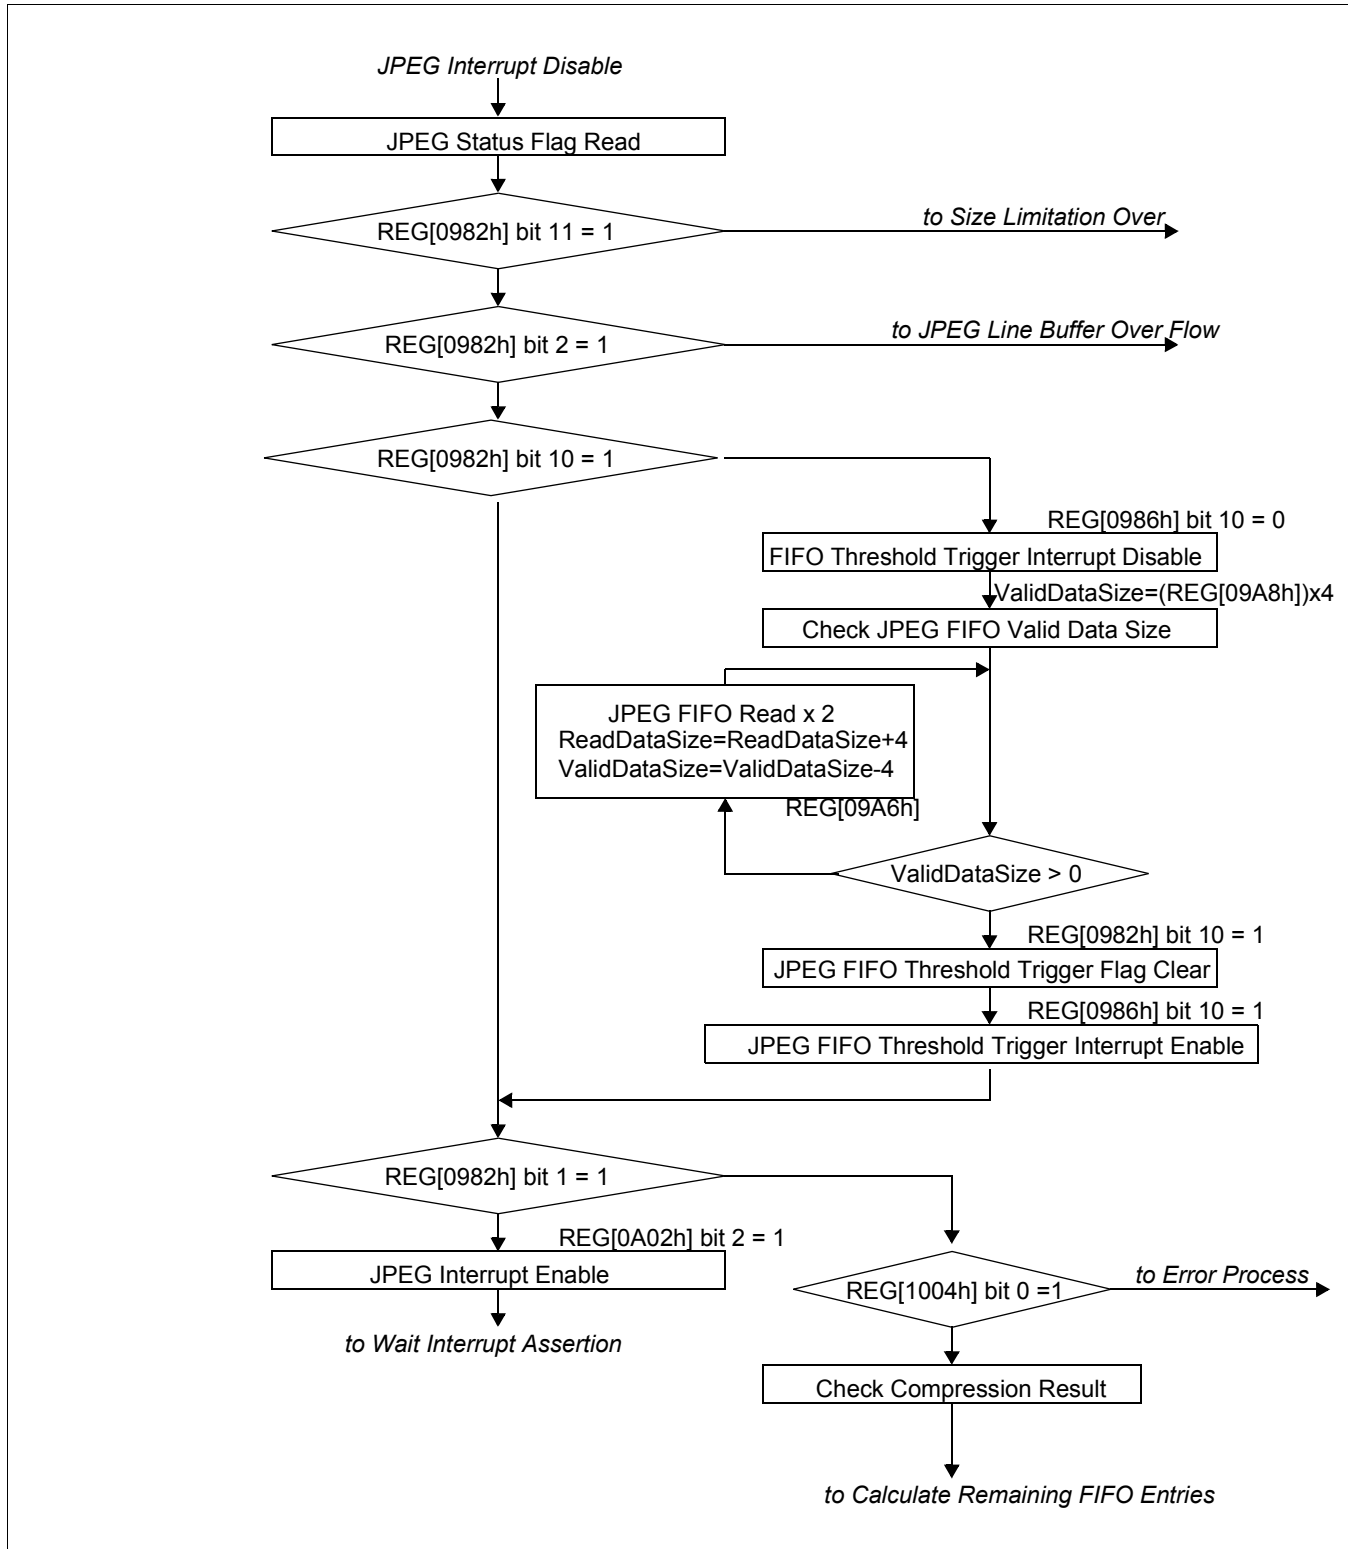 JPEG Interrupt Disable
JPEG Status Flag Read
REG[0982h] bit 11 = 1
to Size Limitation Over
REG[0982h] bit 2 = 1
to JPEG Line Buffer Over Flow
REG[0982h] bit 10 = 1
REG[0986h] bit 10 = 0
FIFO Threshold Trigger Interrupt Disable
ValidDataSize=(REG[09A8h])x4
Check JPEG FIFO Valid Data Size
JPEG FIFO Read x 2
ReadDataSize=ReadDataSize+4
ValidDataSize=ValidDataSize-4
REG[09A6h]
ValidDataSize > 0
REG[0982h] bit 10 = 1
JPEG FIFO Threshold Trigger Flag Clear
REG[0986h] bit 10 = 1
JPEG FIFO Threshold Trigger Interrupt Enable
REG[0982h] bit 1 = 1
REG[0A02h] bit 2 = 1
JPEG Interrupt Enable
to Wait Interrupt Assertion
REG[1004h] bit 0 =1
to Error Process
Check Compression Result
to Calculate Remaining FIFO Entries